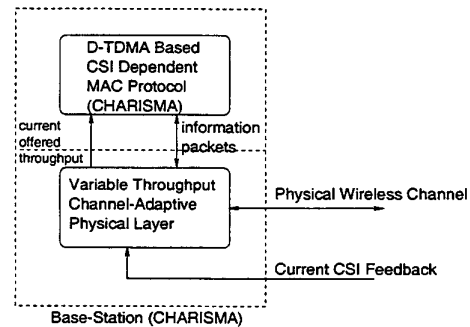 D-TDMA Based
CSI Dependent
MAC Protocol
(CHARISMA)
current
offered
throughput
information
packets
Variable Throughput
Channel-Adaptive
Physical Layer
Physical Wireless Channel
Current CSI Feedback
Base-Station (CHARISMA)